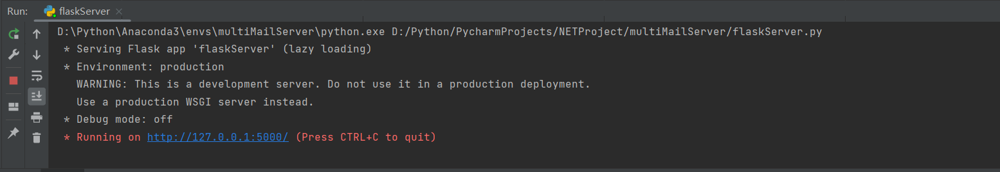 Run: flaskServer
D:\Python\Anaconda3\envs\multiMailServer\python.exe D:/Python/PycharmProjects/NETProject/multiMailServer/flaskServer.py
* Serving Flask app 'flaskServer' (lazy loading)
* Environment: production
WARNING: This is a development server. Do not use it in a production deployment.
Use a production WSGI server instead.
* Debug mode: off
* Running on http://127.0.0.1:5000/ (Press CTRL+C to quit)